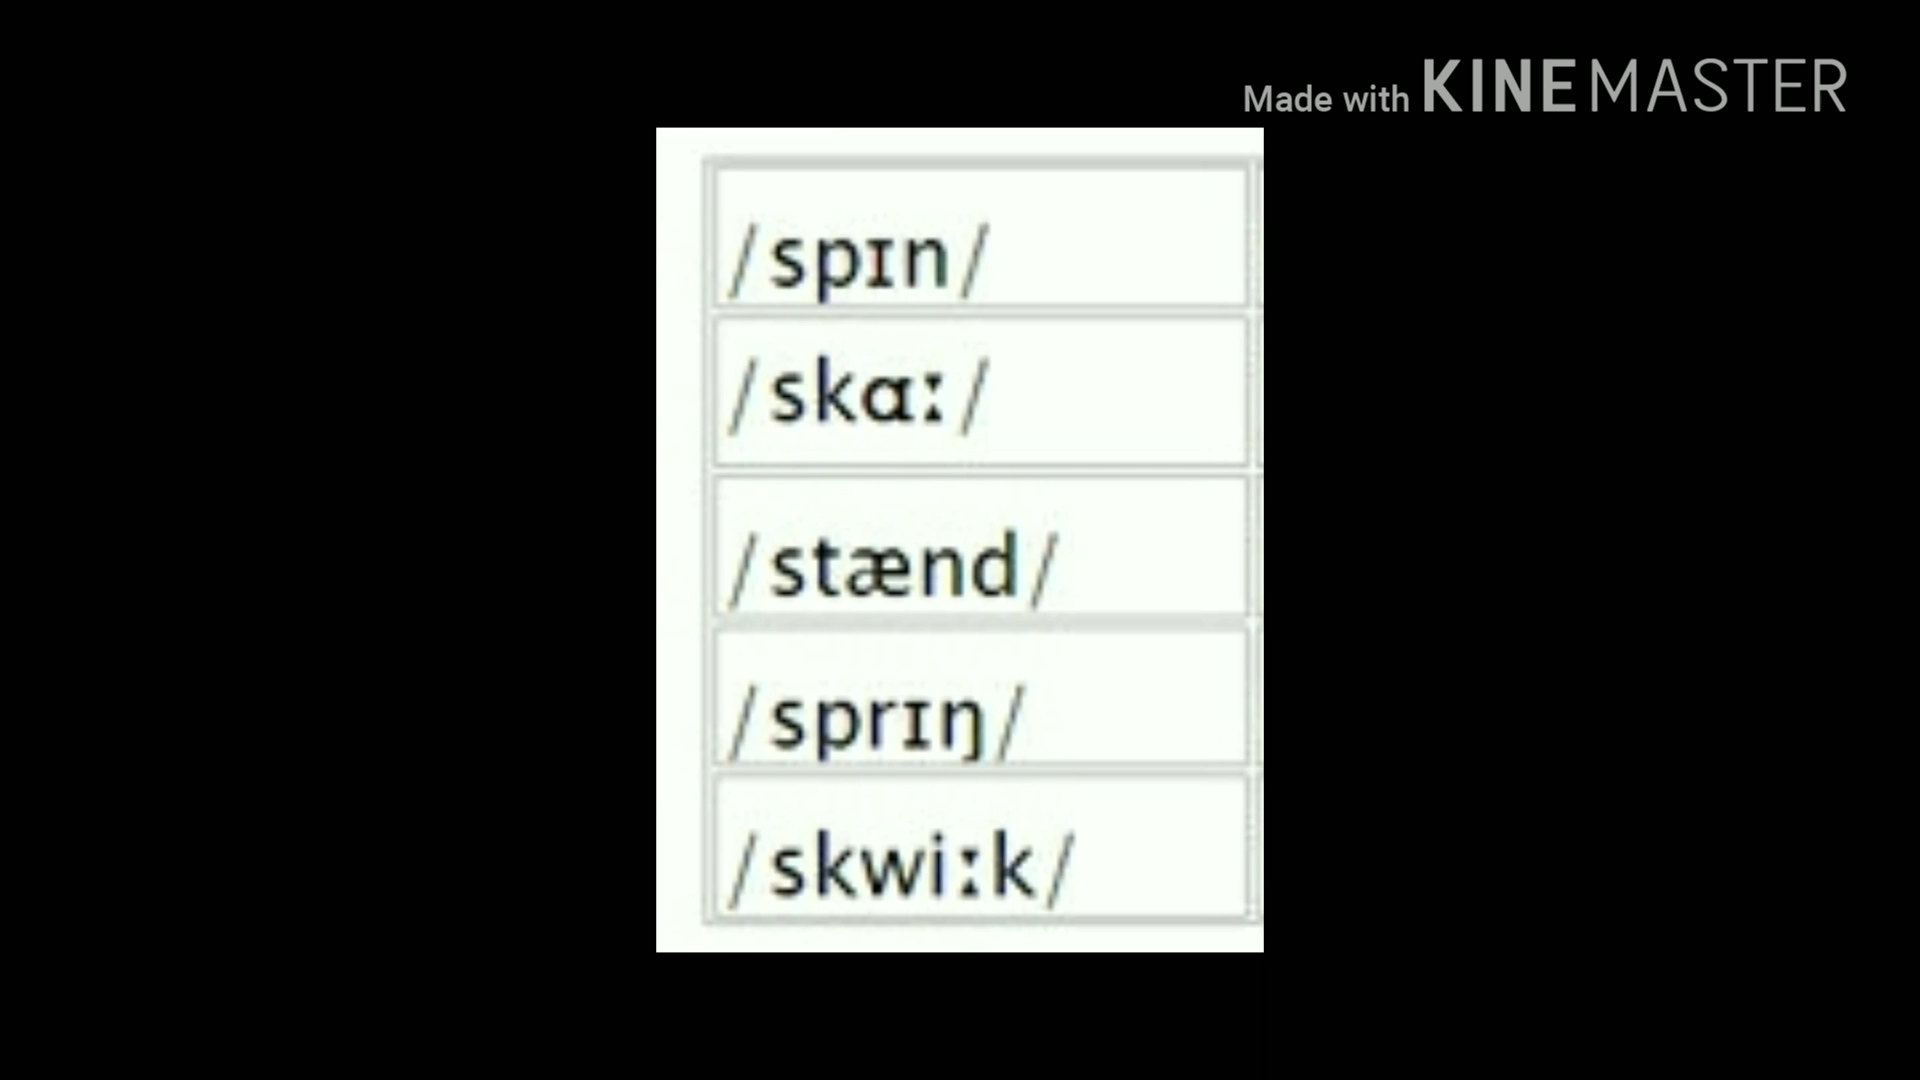 Made with KINEMASTER
/spɪn/
/skɑː/
/stænd/
/sprɪŋ/
/skwiːk/